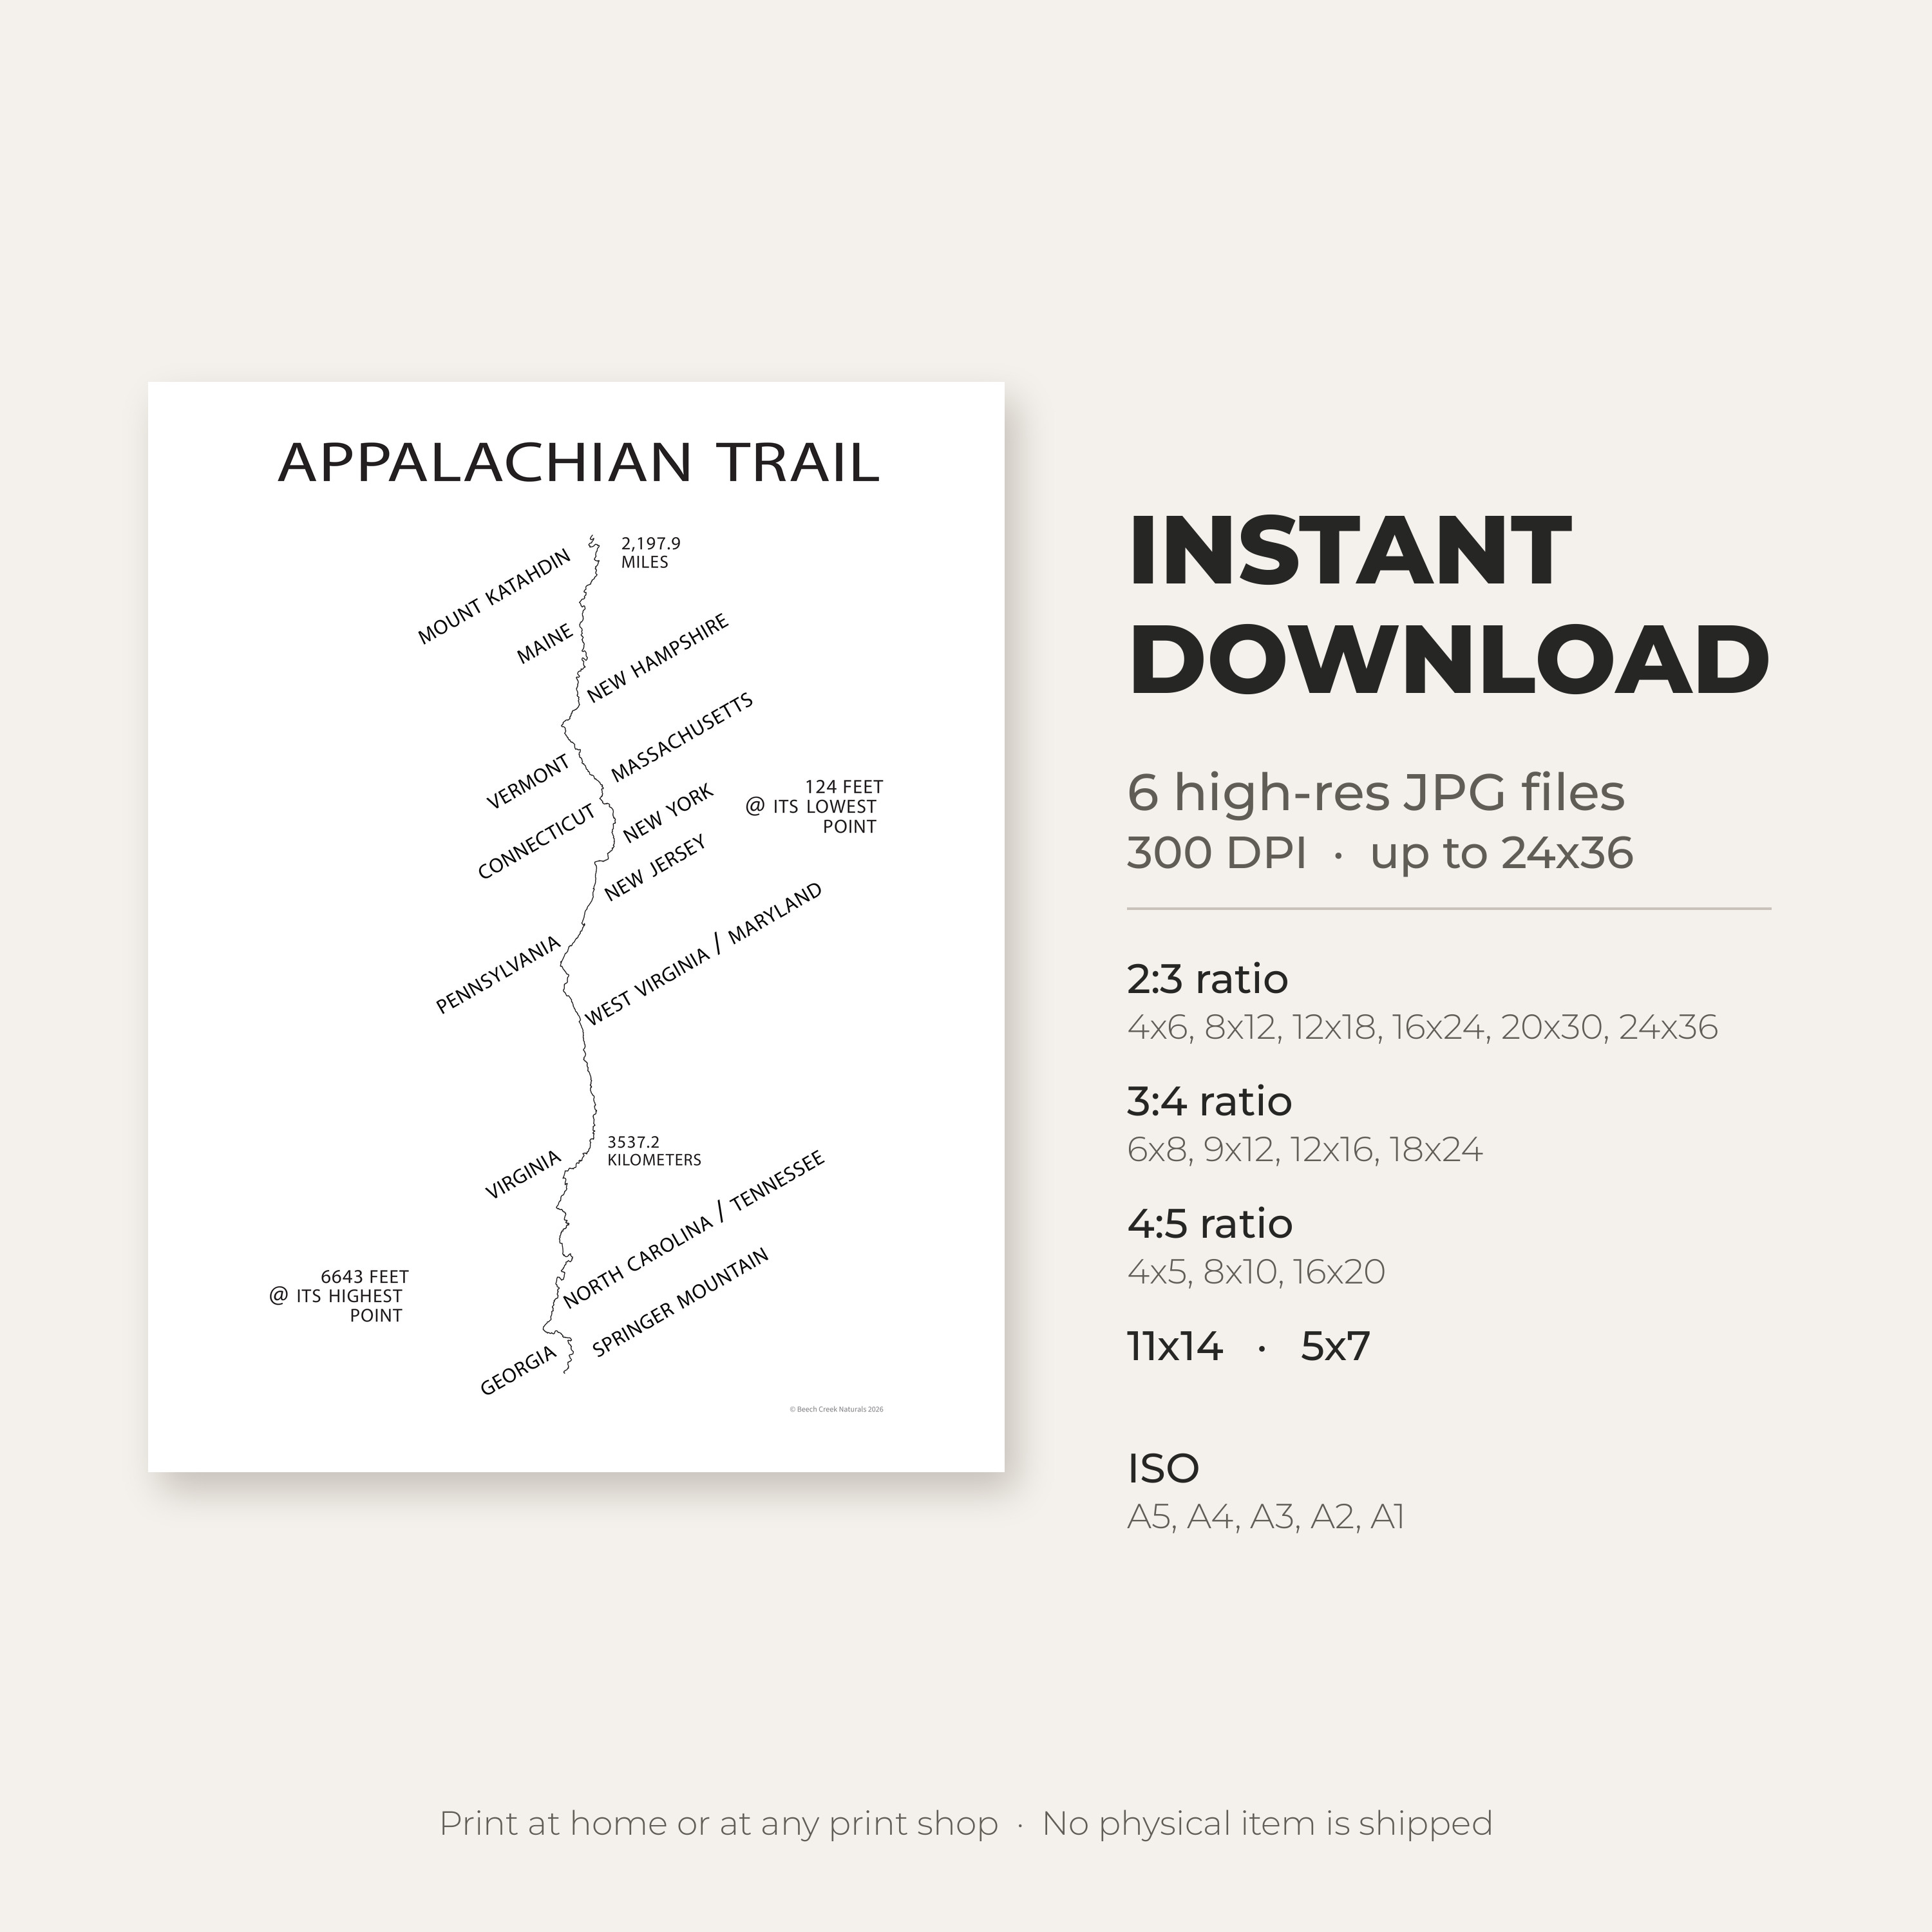 APPALACHIAN TRAIL
2,197.9
MILES
MOUNT KATAHDIN
MAINE
NEW HAMPSHIRE
MASSACHUSETTS
VERMONT
124 FEET
@ ITS LOWEST
POINT
NEW YORK
CONNECTICUT
NEW JERSEY
WEST VIRGINIA / MARYLAND
PENNSYLVANIA
3537.2
KILOMETERS
VIRGINIA
NORTH CAROLINA / TENNESSEE
6643 FEET
@ ITS HIGHEST
POINT
SPRINGER MOUNTAIN
GEORGIA
© Beech Creek Naturals 2026
INSTANT
DOWNLOAD
6 high-res JPG files
300 DPI · up to 24x36
2:3 ratio
4x6, 8x12, 12x18, 16x24, 20x30, 24x36
3:4 ratio
6x8, 9x12, 12x16, 18x24
4:5 ratio
4x5, 8x10, 16x20
11x14 · 5x7
ISO
A5, A4, A3, A2, A1
Print at home or at any print shop · No physical item is shipped